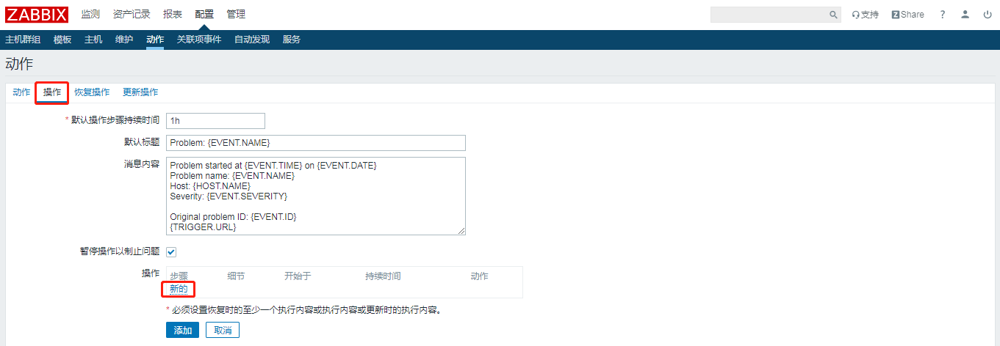 ZABBIX 监测 资产记录 报表 配置 管理 支持 Z Share ?
主机群组 模板 主机 维护 动作 关联项事件 自动发现 服务
动作
动作 操作 恢复操作 更新操作
* 默认操作步骤持续时间 1h
默认标题 Problem: {EVENT.NAME}
消息内容 Problem started at {EVENT.TIME} on {EVENT.DATE}
Problem name: {EVENT.NAME}
Host: {HOST.NAME}
Severity: {EVENT.SEVERITY}
Original problem ID: {EVENT.ID}
{TRIGGER.URL}
暂停操作以制止问题
操作 步骤 细节 开始于 持续时间 动作
新的
* 必须设置恢复时的至少一个执行内容或执行内容或更新时的执行内容。
添加 取消